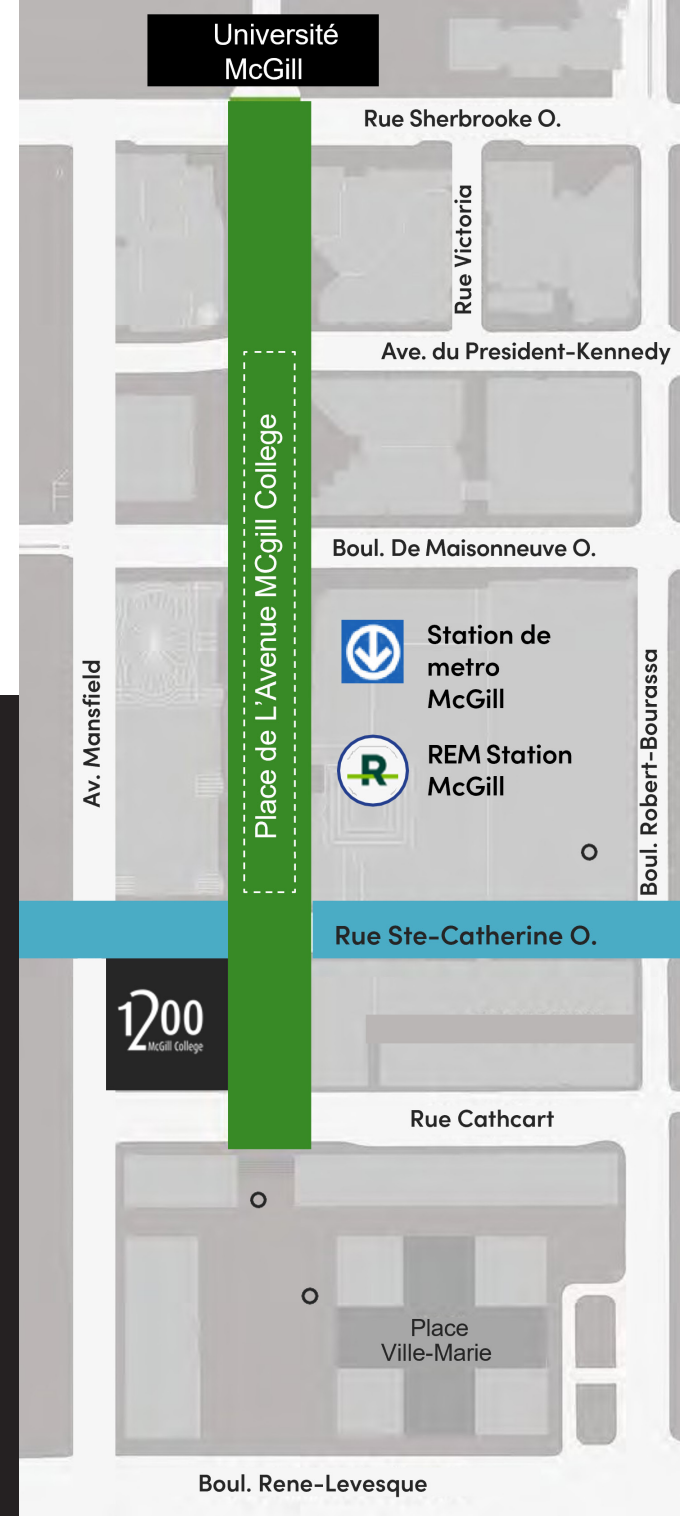 Université
McGill
Rue Sherbrooke O.
Rue Victoria
Ave. du President-Kennedy
Place de L'Avenue MCgill College
Boul. De Maisonneuve O.
Station de
metro
McGill
R
REM Station
McGill
Av. Mansfield
Boul. Robert-Bourassa
Rue Ste-Catherine O.
1200
McGill College
Rue Cathcart
Place
Ville-Marie
Boul. Rene-Levesque